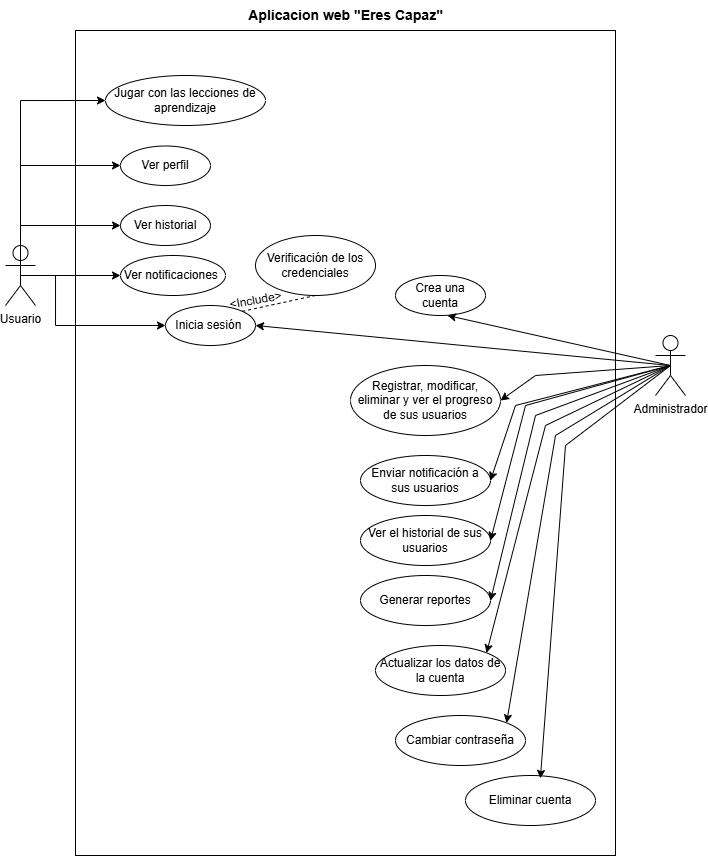 Aplicacion web "Eres Capaz"
Jugar con las lecciones de
aprendizaje
Ver perfil
Ver historial
Ver notificaciones
Usuario
Verificación de los
credenciales
<Include>
Inicia sesión
Crea una
cuenta
Administrador
Registrar, modificar,
eliminar y ver el progreso
de sus usuarios
Enviar notificación a
sus usuarios
Ver el historial de sus
usuarios
Generar reportes
Actualizar los datos de
la cuenta
Cambiar contraseña
Eliminar cuenta